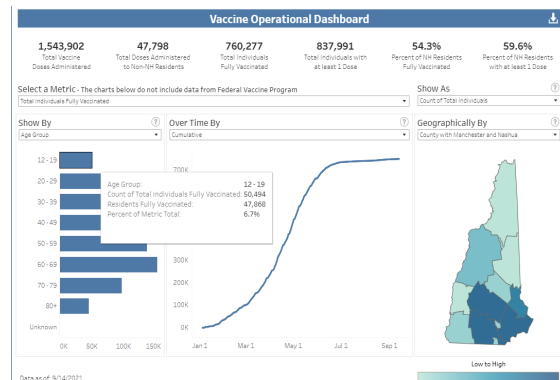 Vaccine Operational Dashboard
1,543,902
Total Vaccine
Doses Administered
47,798
Total Doses Administered
to Non-NH Residents
760,277
Total Individuals
Fully Vaccinated
837,991
Total Individuals with
at least 1 Dose
54.3%
Percent of NH Residents
Fully Vaccinated
59.6%
Percent of NH Residents
with at least 1 Dose
Select a Metric - The charts below do not include data from Federal Vaccine Program
Total Individuals Fully Vaccinated
Show As
Count of Total Individuals
Show By
Age Group
Over Time By
Cumulative
Geographically By
County with Manchester and Nashua
12 - 19
20 - 29
30 - 39
40 - 49
50 - 59
60 - 69
70 - 79
80+
Unknown
0K 50K 100K 150K
Age Group: 12 - 19
Count of Total Individuals Fully Vaccinated: 50,494
Residents Fully Vaccinated: 47,868
Percent of Metric Total: 6.7%
700K
300K
200K
100K
0K
Jan 1 Mar 1 May 1 Jul 1 Sep 1
Low to High
Data as of: 9/14/2021